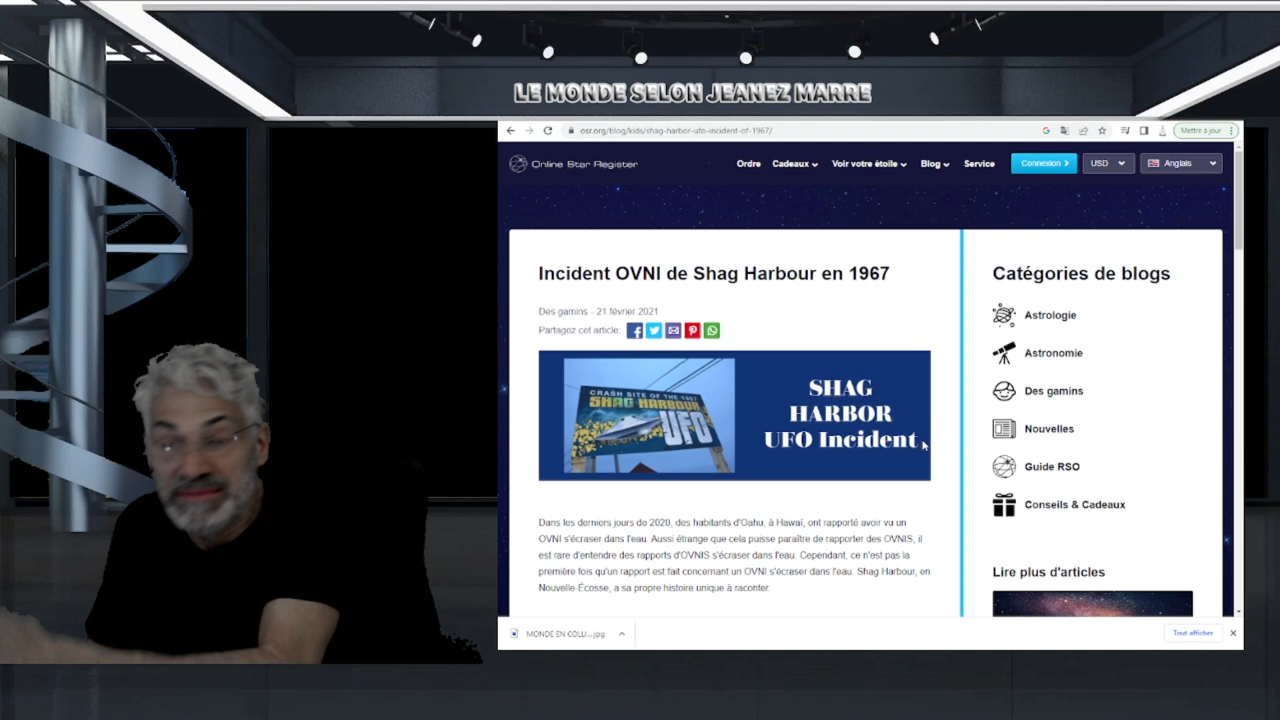 LE MONDE SELON JEANEZ MARRE
osr.org/blog/kids/shag-harbor-ufo-incident-of-1967/
Mettre à jour
Online Star Register
Ordre Cadeaux Voir votre étoile Blog Service Connexion USD Anglais
Incident OVNI de Shag Harbour en 1967
Des gamins - 21 février 2021
Partagez cet article:
CRASH SITE OF THE 1967
SHAG HARBOUR
UFO
SHAG
HARBOR
UFO Incident
Dans les derniers jours de 2020, des habitants d'Oahu, à Hawaï, ont rapporté avoir vu un
OVNI s'écraser dans l'eau. Aussi étrange que cela puisse paraître de rapporter des OVNIS, il
est rare d'entendre des rapports d'OVNIS s'écraser dans l'eau. Cependant, ce n'est pas la
première fois qu'un rapport est fait concernant un OVNI s'écraser dans l'eau. Shag Harbour, en
Nouvelle-Écosse, a sa propre histoire unique à raconter.
Catégories de blogs
Astrologie
Astronomie
Des gamins
Nouvelles
Guide RSO
Conseils & Cadeaux
Lire plus d'articles
MONDE EN COLLI....jpg
Tout afficher